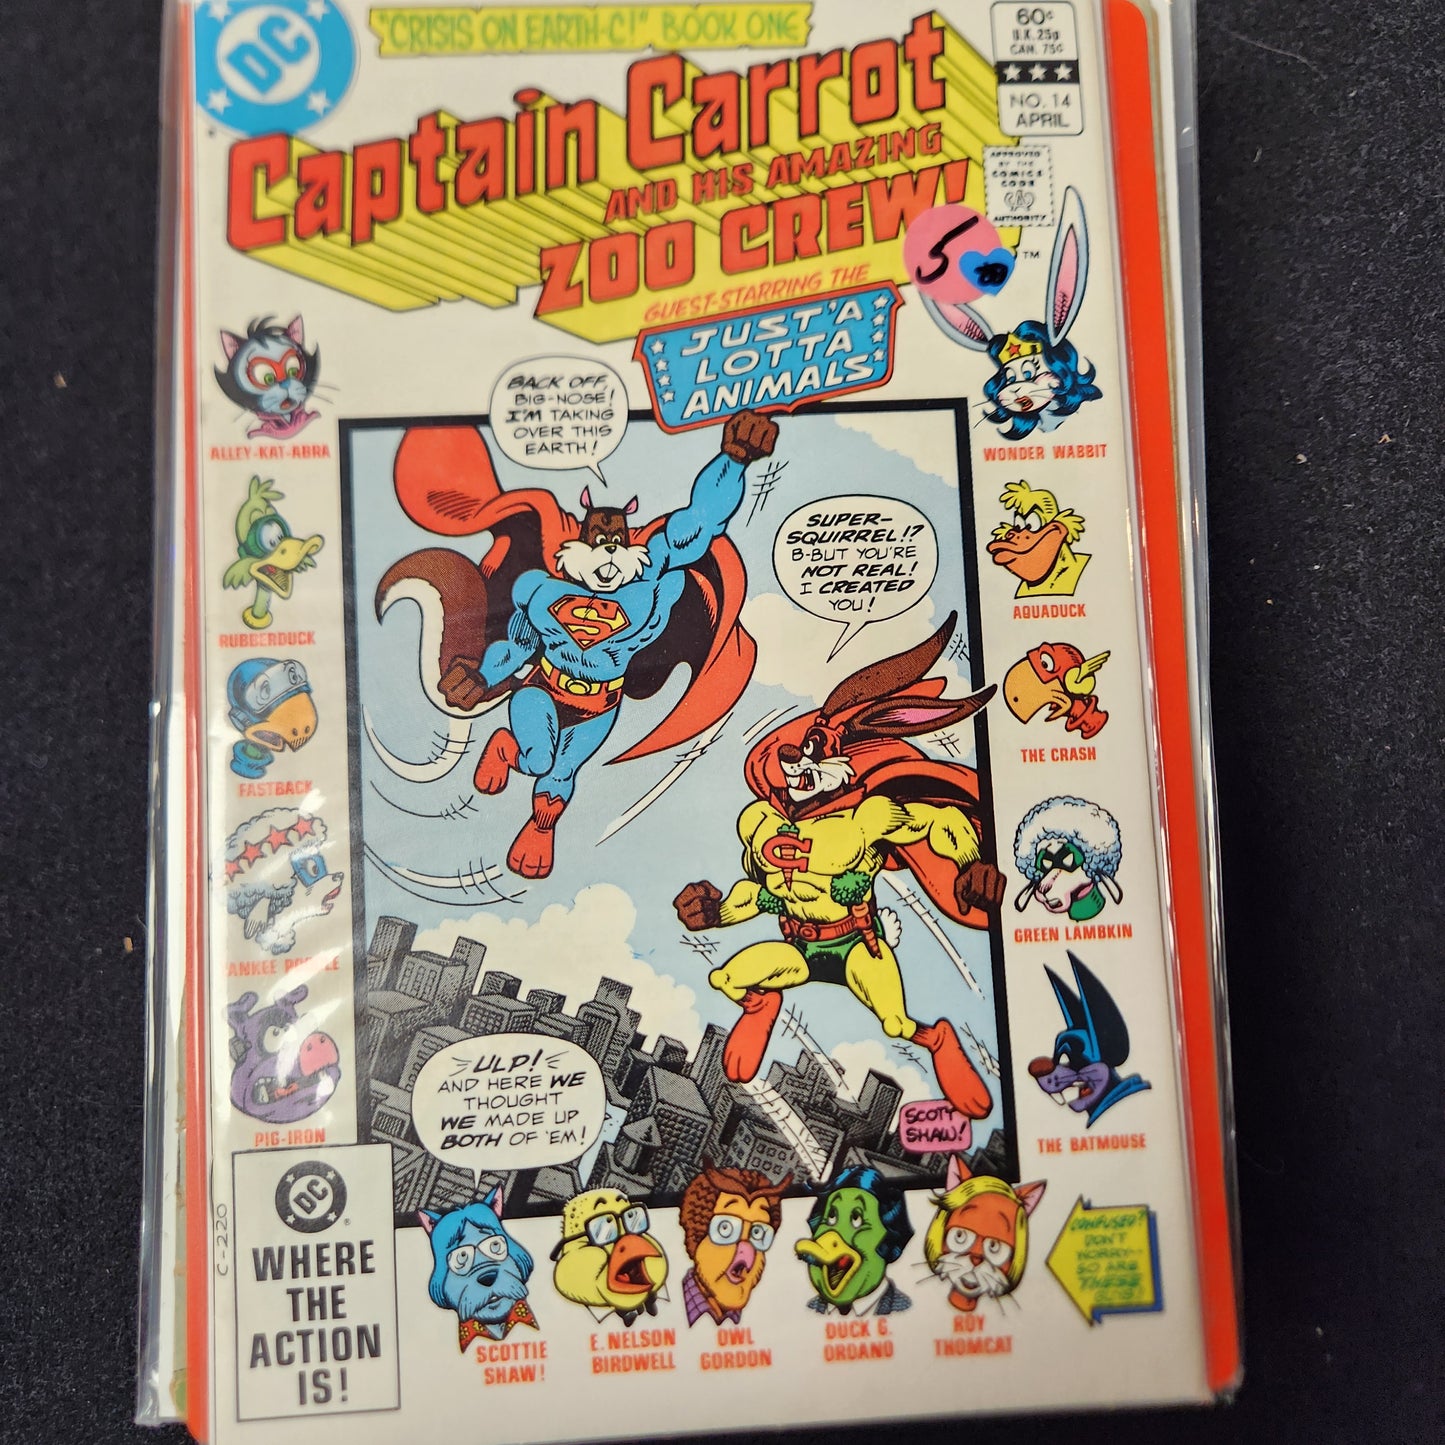 DC
"CRISIS ON EARTH-C!" BOOK ONE
60¢
U.K. 25p
CAN. 75¢
NO. 14
APRIL
APPROVED
BY THE
COMICS
CODE
CA
AUTHORITY
Captain Carrot
AND HIS AMAZING
ZOO CREW!
TM
5
GUEST-STARRING THE
JUST'A
LOTTA
ANIMALS
BACK OFF,
BIG-NOSE!
I'M TAKING
OVER THIS
EARTH!
SUPER-
SQUIRREL!?
B-BUT YOU'RE
NOT REAL!
I CREATED
YOU!
S
C
ALLEY-KAT-ABRA
RUBBERDUCK
FASTBACK
YANKEE POODLE
PIG-IRON
WONDER WABBIT
AQUADUCK
THE CRASH
GREEN LAMBKIN
THE BATMOUSE
ULP!
AND HERE WE
THOUGHT
WE MADE UP
BOTH OF 'EM!
SCOTT
SHAW!
C-220
DC
WHERE
THE
ACTION
IS!
SCOTTIE
SHAW!
E. NELSON
BIRDWELL
OWL
GORDON
DUCK G.
ORDANO
ROY
THOMCAT
CONFUSED?
DON'T
WORRY--
SO ARE
THESE
GUYS!